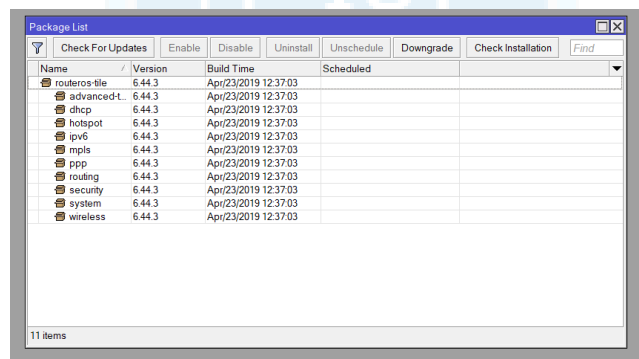 Package List
Check For Updates Enable Disable Uninstall Unschedule Downgrade Check Installation Find
Name / Version Build Time Scheduled
routeros-tile 6.44.3 Apr/23/2019 12:37:03
advanced-t... 6.44.3 Apr/23/2019 12:37:03
dhcp 6.44.3 Apr/23/2019 12:37:03
hotspot 6.44.3 Apr/23/2019 12:37:03
ipv6 6.44.3 Apr/23/2019 12:37:03
mpls 6.44.3 Apr/23/2019 12:37:03
ppp 6.44.3 Apr/23/2019 12:37:03
routing 6.44.3 Apr/23/2019 12:37:03
security 6.44.3 Apr/23/2019 12:37:03
system 6.44.3 Apr/23/2019 12:37:03
wireless 6.44.3 Apr/23/2019 12:37:03
11 items